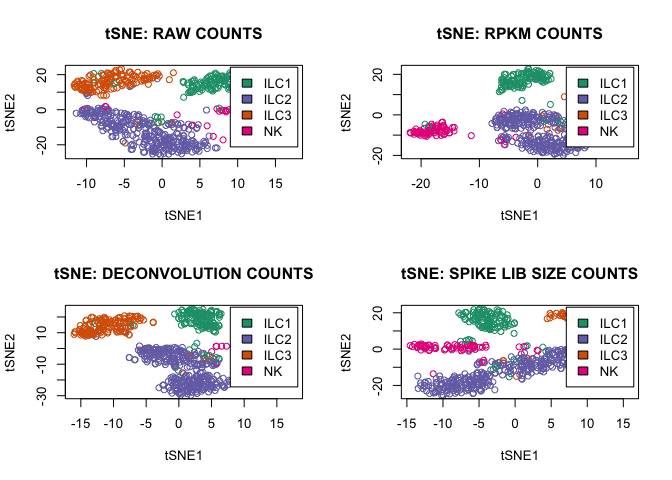 tSNE: RAW COUNTS
tSNE2
20
0
-20
ILC1
ILC2
ILC3
NK
-10
-5
0
5
10
15
tSNE1
tSNE: RPKM COUNTS
tSNE2
20
0
-20
ILC1
ILC2
ILC3
NK
-20
-10
0
10
tSNE1
tSNE: DECONVOLUTION COUNTS
tSNE2
10
-10
-30
ILC1
ILC2
ILC3
NK
-15
-10
-5
0
5
10
15
tSNE1
tSNE: SPIKE LIB SIZE COUNTS
tSNE2
20
0
-20
ILC1
ILC2
ILC3
NK
-15
-10
-5
0
5
10
15
tSNE1